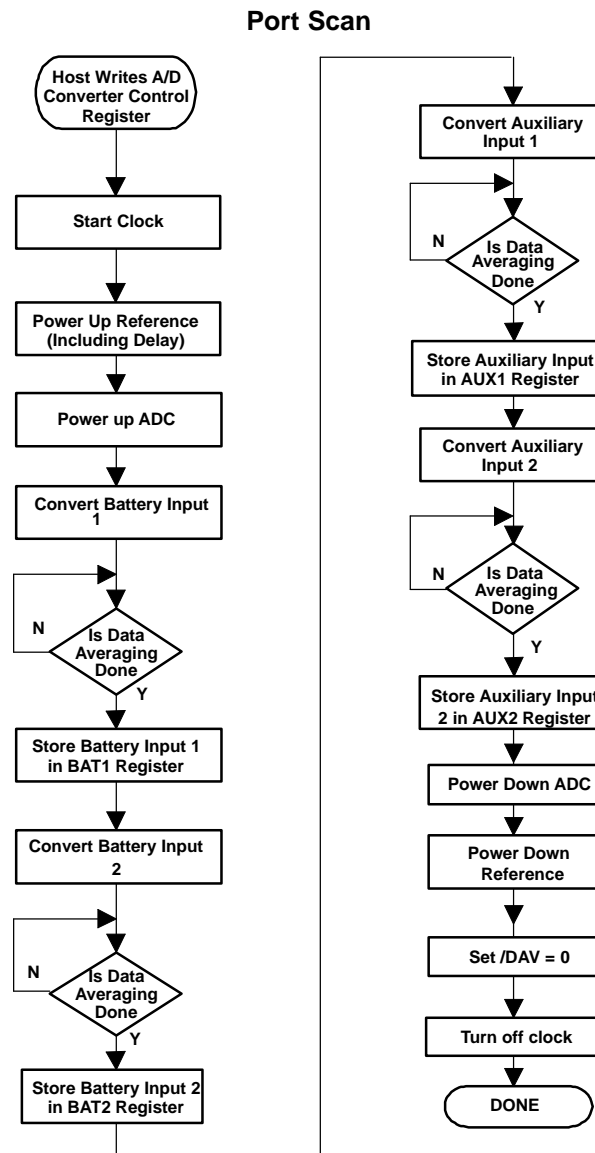 Port Scan
Host Writes A/D
Converter Control
Register
Start Clock
Power Up Reference
(Including Delay)
Power up ADC
Convert Battery Input
1
N
Is Data
Averaging
Done
Y
Store Battery Input 1
in BAT1 Register
Convert Battery Input
2
N
Is Data
Averaging
Done
Y
Store Battery Input 2
in BAT2 Register
Convert Auxiliary
Input 1
N
Is Data
Averaging
Done
Y
Store Auxiliary Input
in AUX1 Register
Convert Auxiliary
Input 2
N
Is Data
Averaging
Done
Y
Store Auxiliary Input
2 in AUX2 Register
Power Down ADC
Power Down
Reference
Set /DAV = 0
Turn off clock
DONE